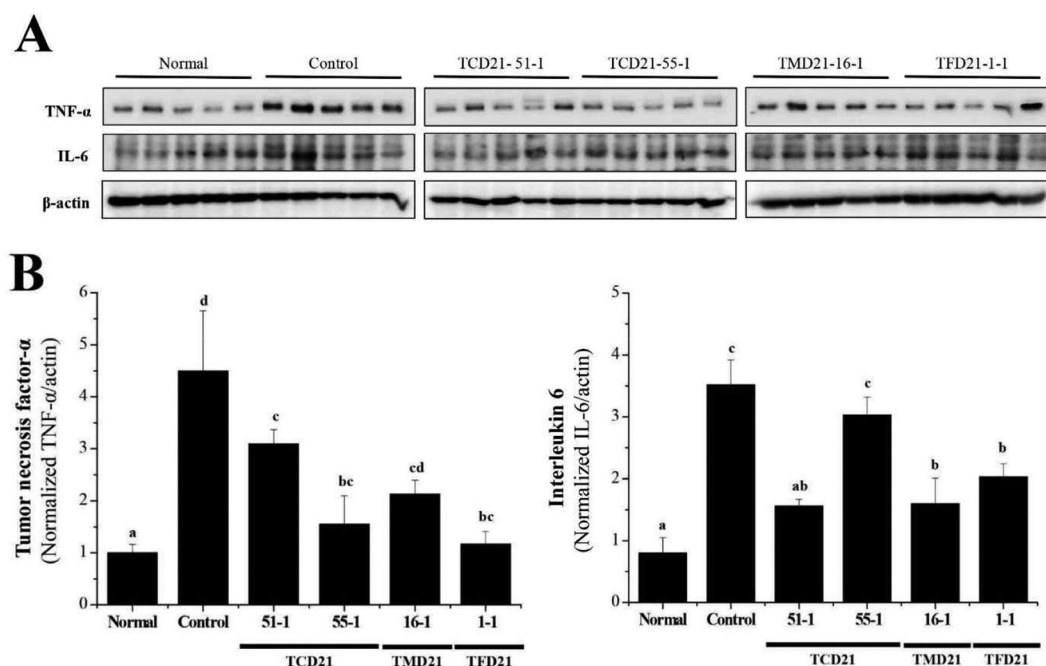 A
Normal Control TCD21- 51-1 TCD21-55-1 TMD21-16-1 TFD21-1-1
TNF-α
IL-6
β-actin
B
Tumor necrosis factor-α
(Normalized TNF-α/actin)
6
5
4
3
2
1
0
a
d
c
bc
cd
bc
Normal Control 51-1 55-1 16-1 1-1
TCD21 TMD21 TFD21
Interleukin 6
(Normalized IL-6/actin)
5
4
3
2
1
0
a
c
ab
c
b
b
Normal Control 51-1 55-1 16-1 1-1
TCD21 TMD21 TFD21